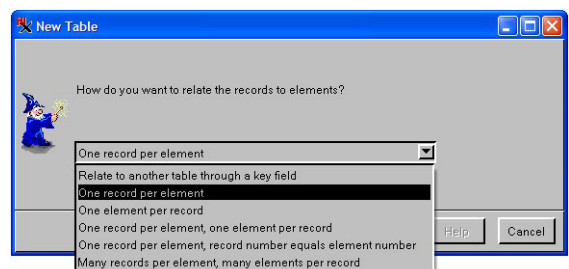 New Table
How do you want to relate the records to elements?
One record per element
Relate to another table through a key field
One record per element
One element per record
One record per element, one element per record
One record per element, record number equals element number
Many records per element, many elements per record
Help
Cancel